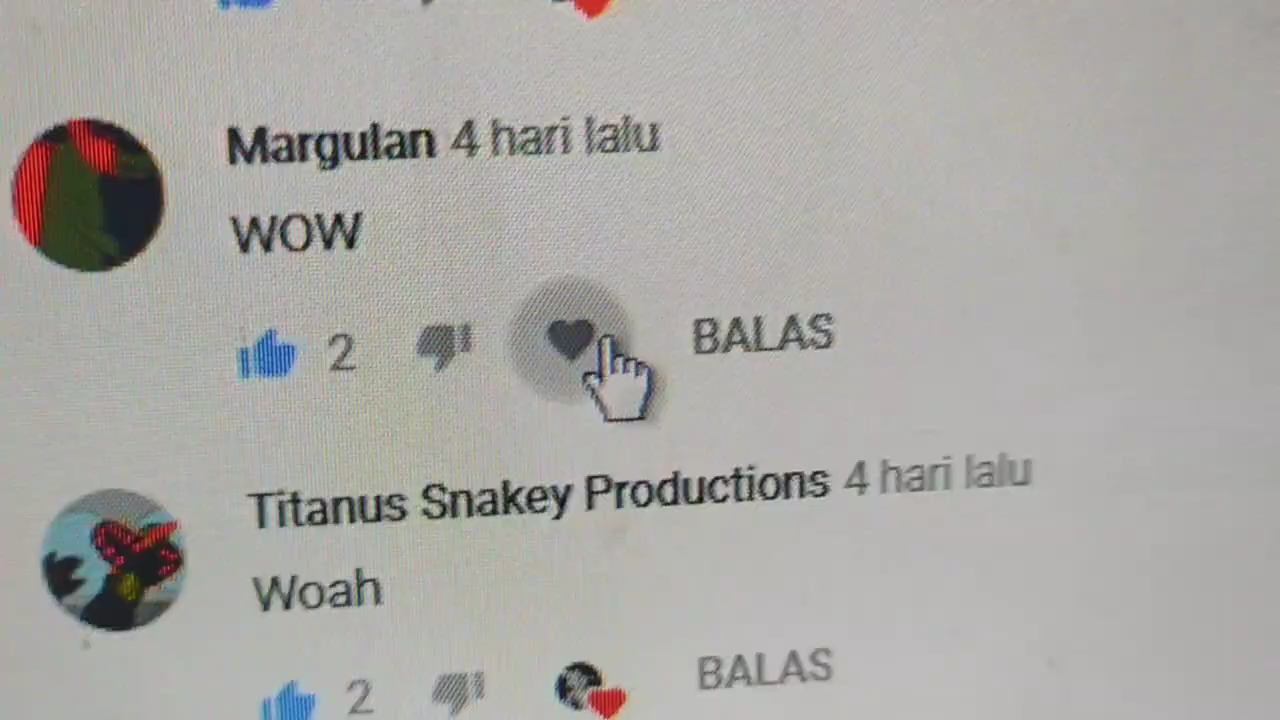 Margulan 4 hari lalu
WOW
2 BALAS
Titanus Snakey Productions 4 hari lalu
Woah
2 BALAS